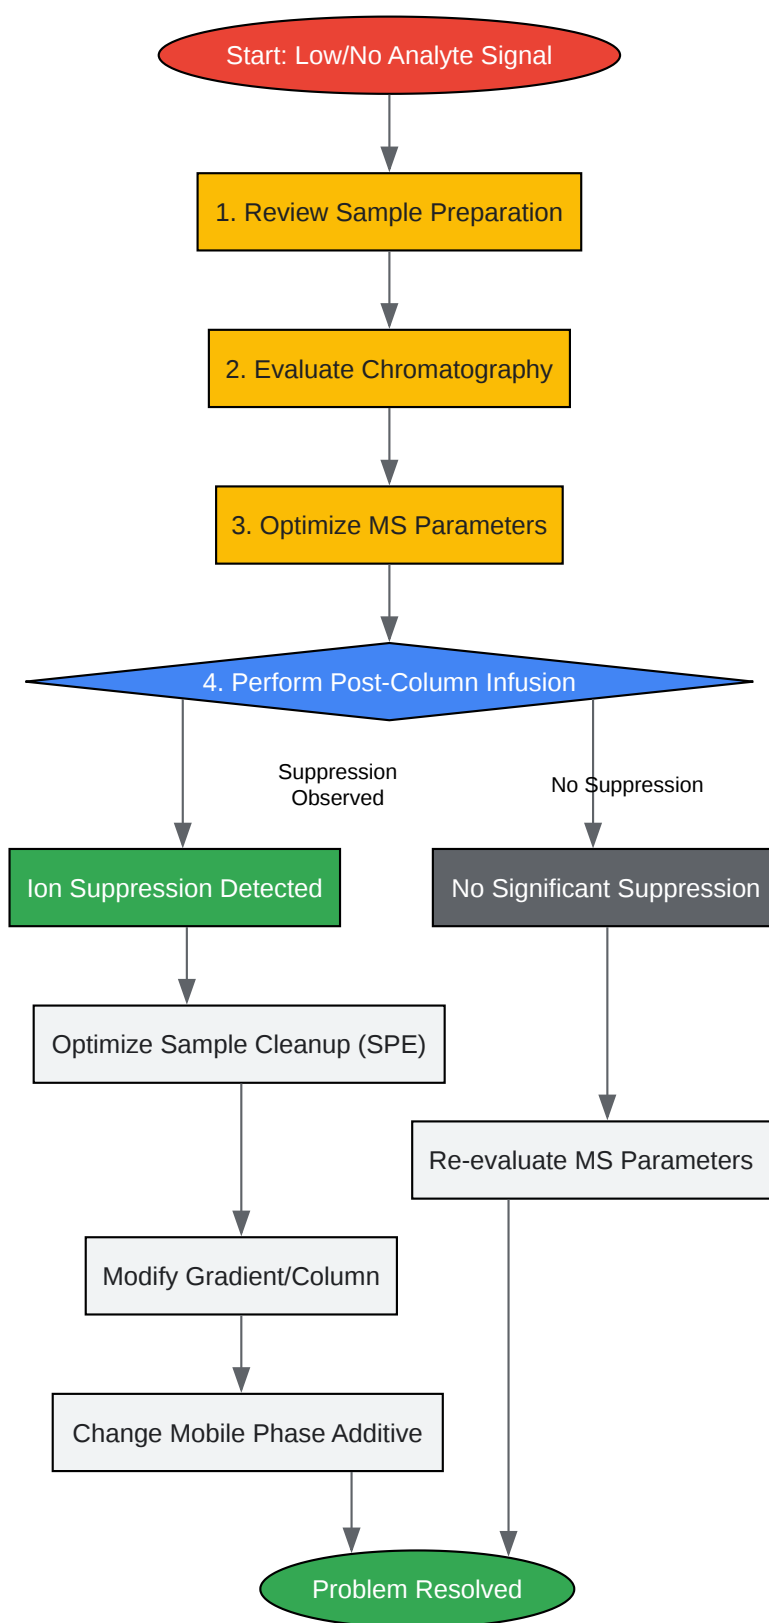 Start: Low/No Analyte Signal
1. Review Sample Preparation
2. Evaluate Chromatography
3. Optimize MS Parameters
4. Perform Post-Column Infusion
Suppression
Observed
No Suppression
Ion Suppression Detected
No Significant Suppression
Optimize Sample Cleanup (SPE)
Re-evaluate MS Parameters
Modify Gradient/Column
Change Mobile Phase Additive
Problem Resolved